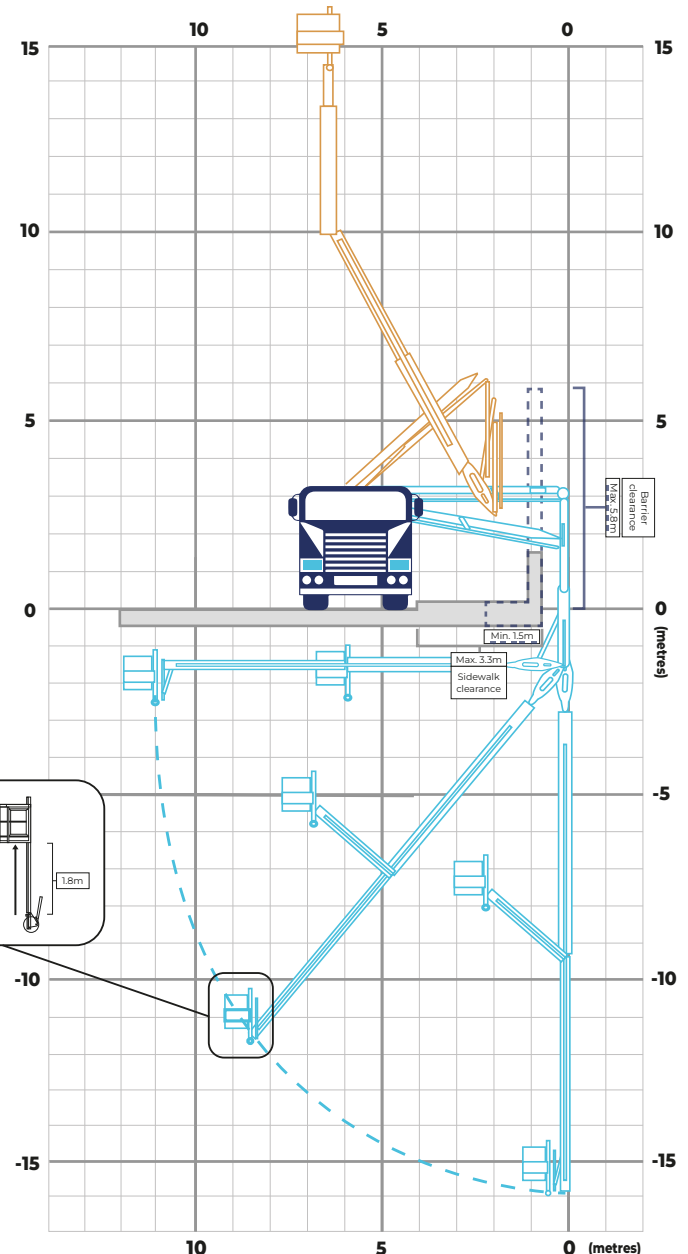 10 5 0
15 15
10 10
5 5
Barrier
clearance
Max. 5.8m
0 0
(metres)
Min. 1.5m
Max. 3.3m
Sidewalk
clearance
-5 -5
1.8m
-10 -10
-15 -15
10 5 0 (metres)